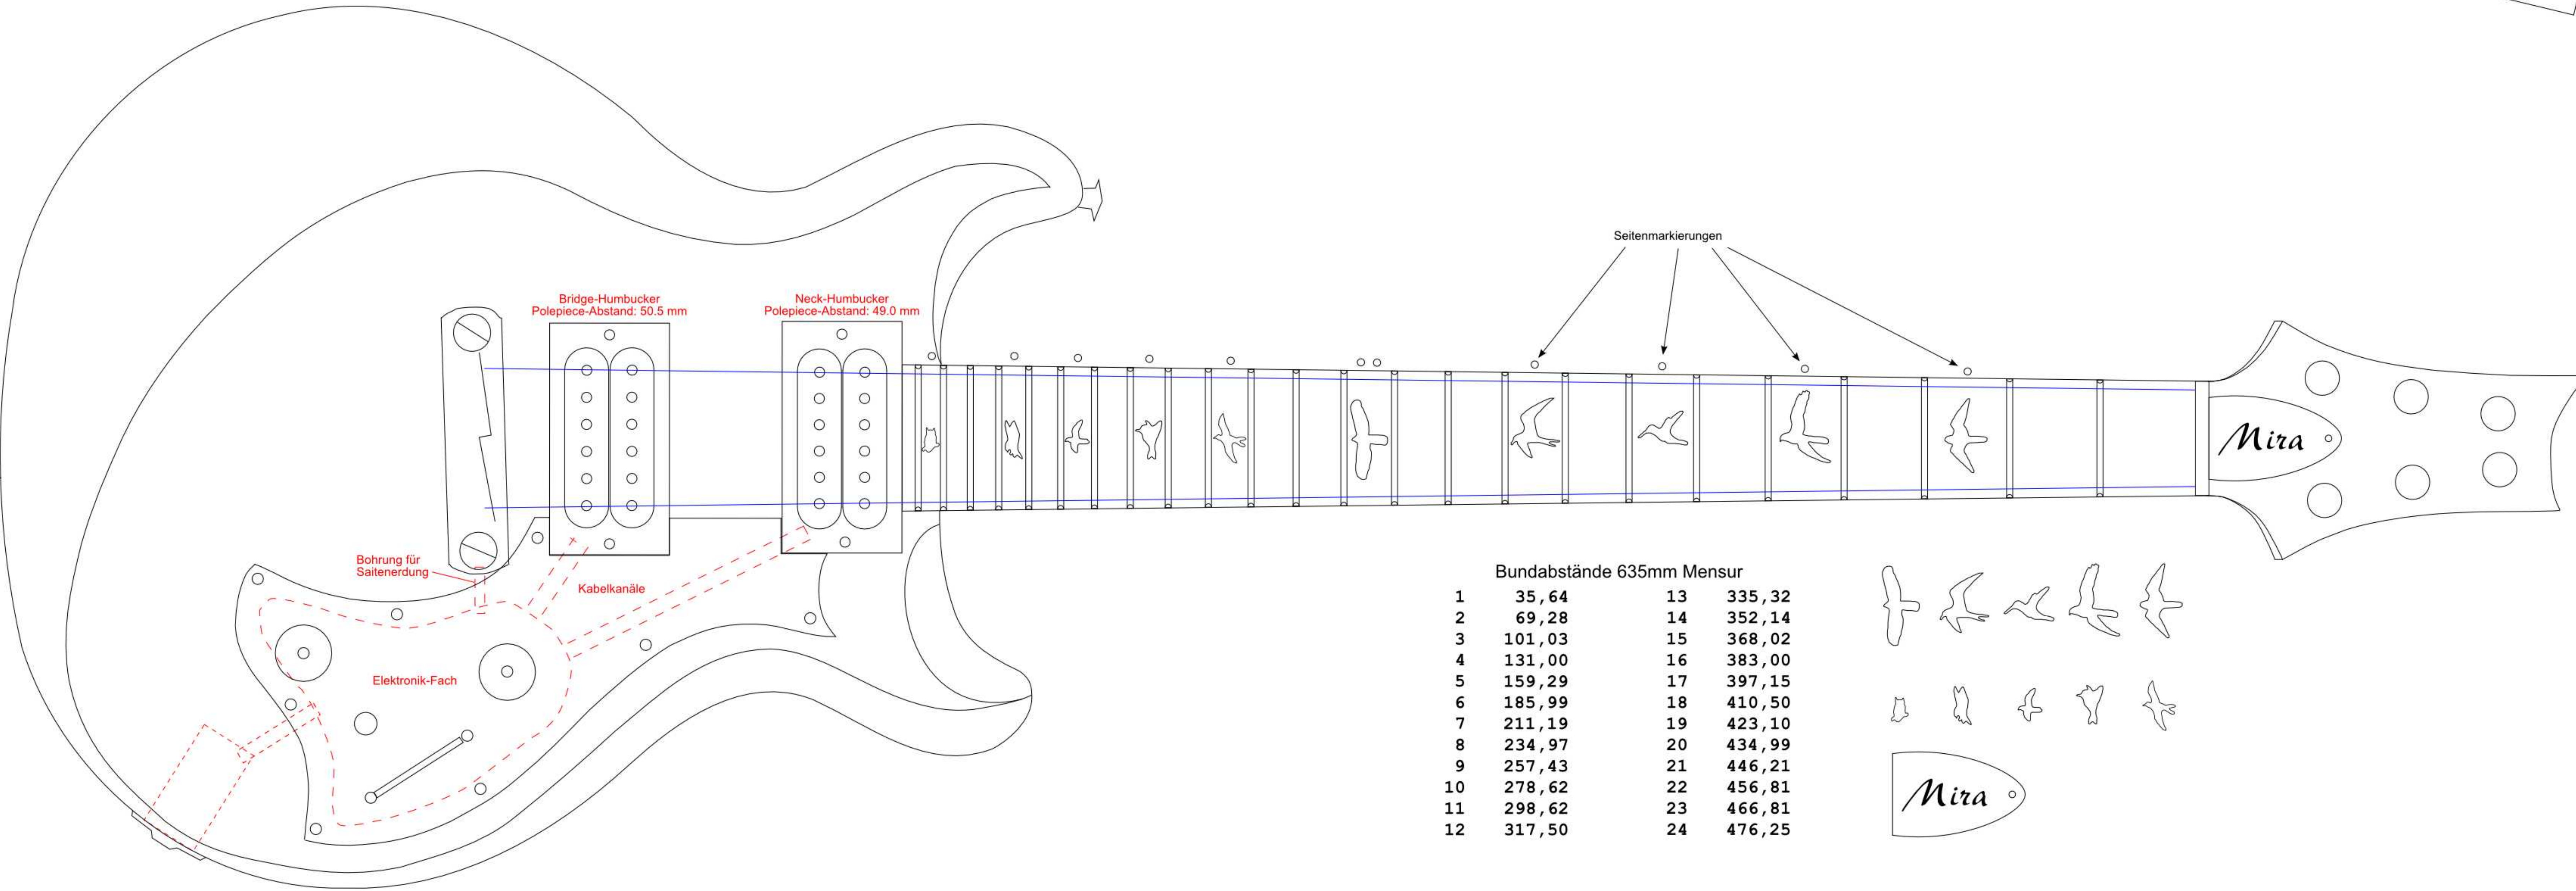 Seitenmarkierungen
Bridge-Humbucker
Polepiece-Abstand: 50.5 mm
Neck-Humbucker
Polepiece-Abstand: 49.0 mm
Mira
Bohrung für
Saitenerdung
Kabelkanäle
Elektronik-Fach
Bundabstände 635mm Mensur
1 35,64 13 335,32
2 69,28 14 352,14
3 101,03 15 368,02
4 131,00 16 383,00
5 159,29 17 397,15
6 185,99 18 410,50
7 211,19 19 423,10
8 234,97 20 434,99
9 257,43 21 446,21
10 278,62 22 456,81
11 298,62 23 466,81
12 317,50 24 476,25
Mira